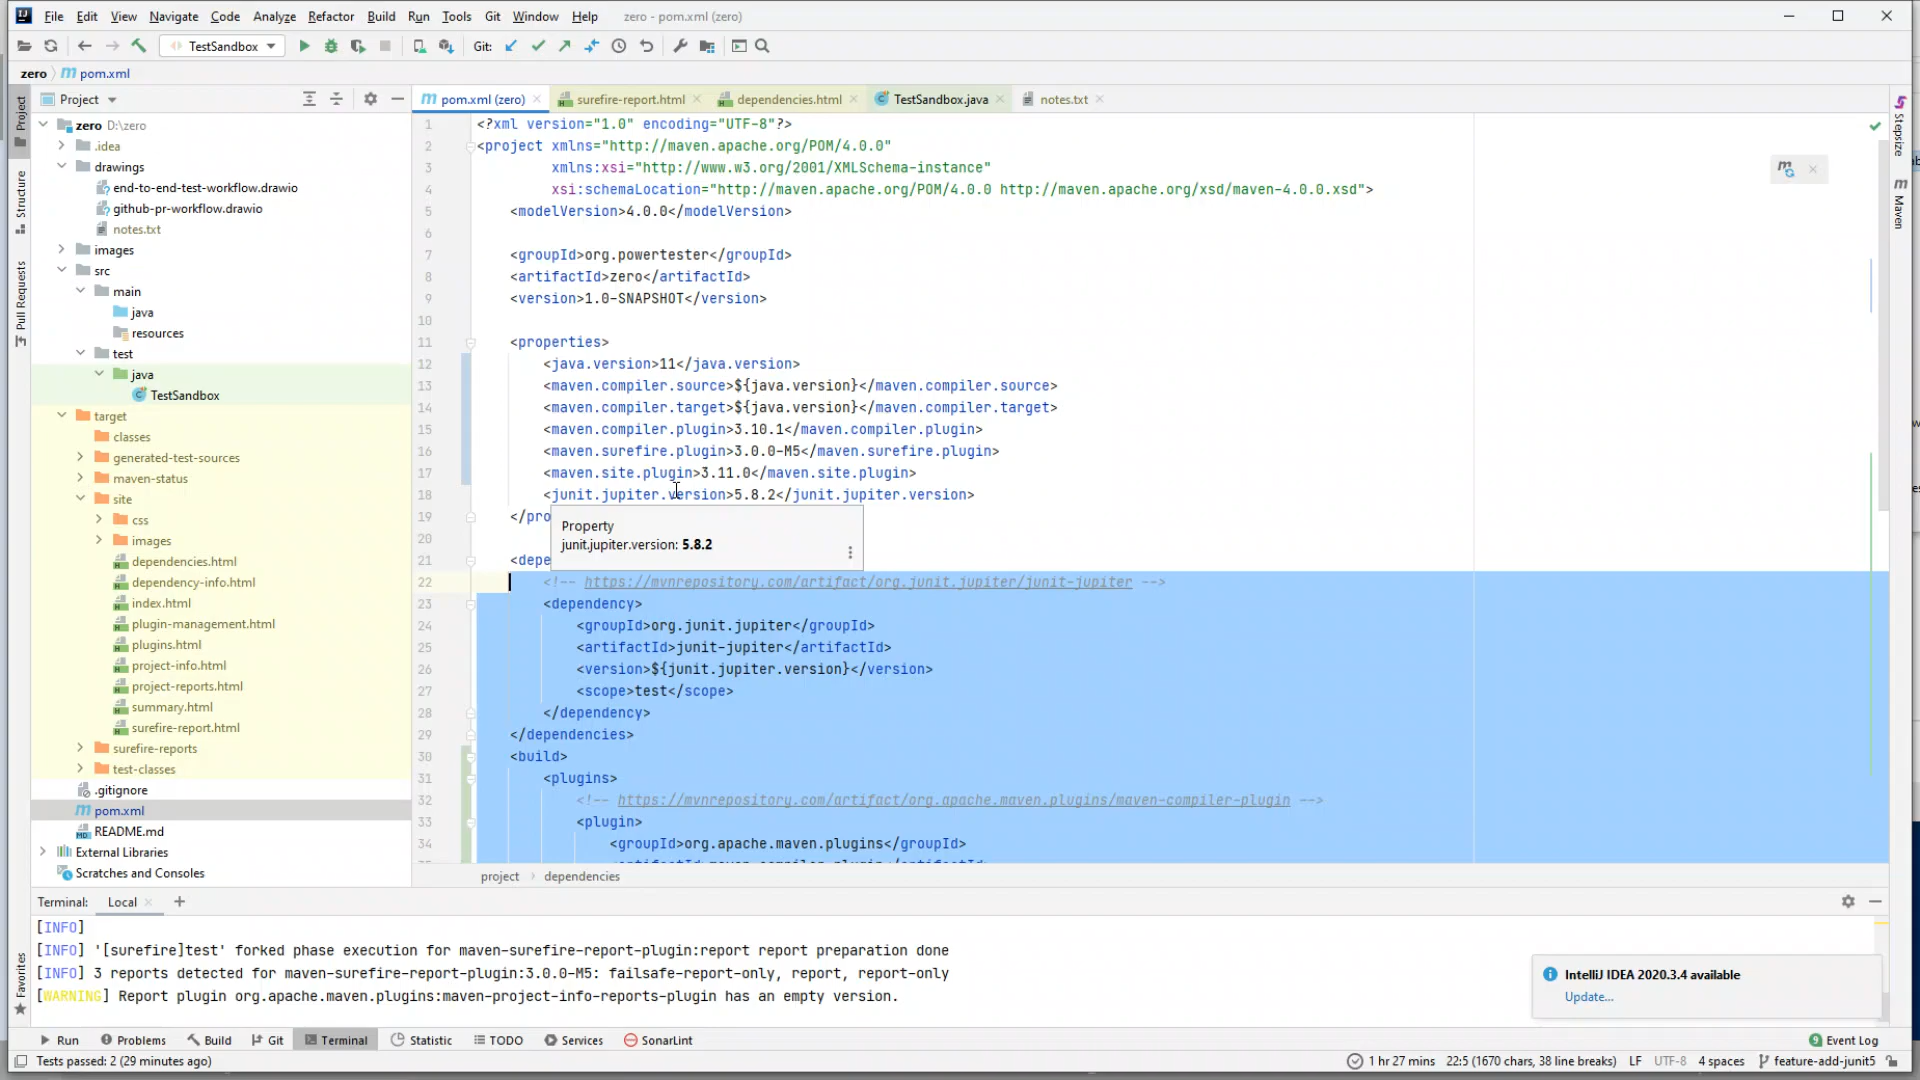 File Edit View Navigate Code Analyze Refactor Build Run Tools Git Window Help zero - pom.xml (zero)
TestSandbox Git:
zero pom.xml
Project
pom.xml (zero) surefire-report.html dependencies.html TestSandbox.java notes.txt
Project
Structure
Pull Requests
Favorites
Stepsize
Maven
zero D:\zero
.idea
drawings
end-to-end-test-workflow.drawio
github-pr-workflow.drawio
notes.txt
images
src
main
java
resources
test
java
TestSandbox
target
classes
generated-test-sources
maven-status
site
css
images
dependencies.html
dependency-info.html
index.html
plugin-management.html
plugins.html
project-info.html
project-reports.html
summary.html
surefire-report.html
surefire-reports
test-classes
.gitignore
pom.xml
README.md
External Libraries
Scratches and Consoles
1 <?xml version="1.0" encoding="UTF-8"?>
2 <project xmlns="http://maven.apache.org/POM/4.0.0"
3 xmlns:xsi="http://www.w3.org/2001/XMLSchema-instance"
4 xsi:schemaLocation="http://maven.apache.org/POM/4.0.0 http://maven.apache.org/xsd/maven-4.0.0.xsd">
5 <modelVersion>4.0.0</modelVersion>
6
7 <groupId>org.powertester</groupId>
8 <artifactId>zero</artifactId>
9 <version>1.0-SNAPSHOT</version>
10
11 <properties>
12 <java.version>11</java.version>
13 <maven.compiler.source>${java.version}</maven.compiler.source>
14 <maven.compiler.target>${java.version}</maven.compiler.target>
15 <maven.compiler.plugin>3.10.1</maven.compiler.plugin>
16 <maven.surefire.plugin>3.0.0-M5</maven.surefire.plugin>
17 <maven.site.plugin>3.11.0</maven.site.plugin>
18 <junit.jupiter.version>5.8.2</junit.jupiter.version>
19 </pro
Property
junit.jupiter.version: 5.8.2
20
21 <depe
22 <!-- https://mvnrepository.com/artifact/org.junit.jupiter/junit-jupiter -->
23 <dependency>
24 <groupId>org.junit.jupiter</groupId>
25 <artifactId>junit-jupiter</artifactId>
26 <version>${junit.jupiter.version}</version>
27 <scope>test</scope>
28 </dependency>
29 </dependencies>
30 <build>
31 <plugins>
32 <!-- https://mvnrepository.com/artifact/org.apache.maven.plugins/maven-compiler-plugin -->
33 <plugin>
34 <groupId>org.apache.maven.plugins</groupId>
project dependencies
Terminal: Local
[INFO]
[INFO] '[surefire]test' forked phase execution for maven-surefire-report-plugin:report report preparation done
[INFO] 3 reports detected for maven-surefire-report-plugin:3.0.0-M5: failsafe-report-only, report, report-only
[WARNING] Report plugin org.apache.maven.plugins:maven-project-info-reports-plugin has an empty version.
IntelliJ IDEA 2020.3.4 available
Update...
Run Problems Build Git Terminal Statistic TODO Services SonarLint 9 Event Log
Tests passed: 2 (29 minutes ago) 1 hr 27 mins 22:5 (1670 chars, 38 line breaks) LF UTF-8 4 spaces feature-add-junit5